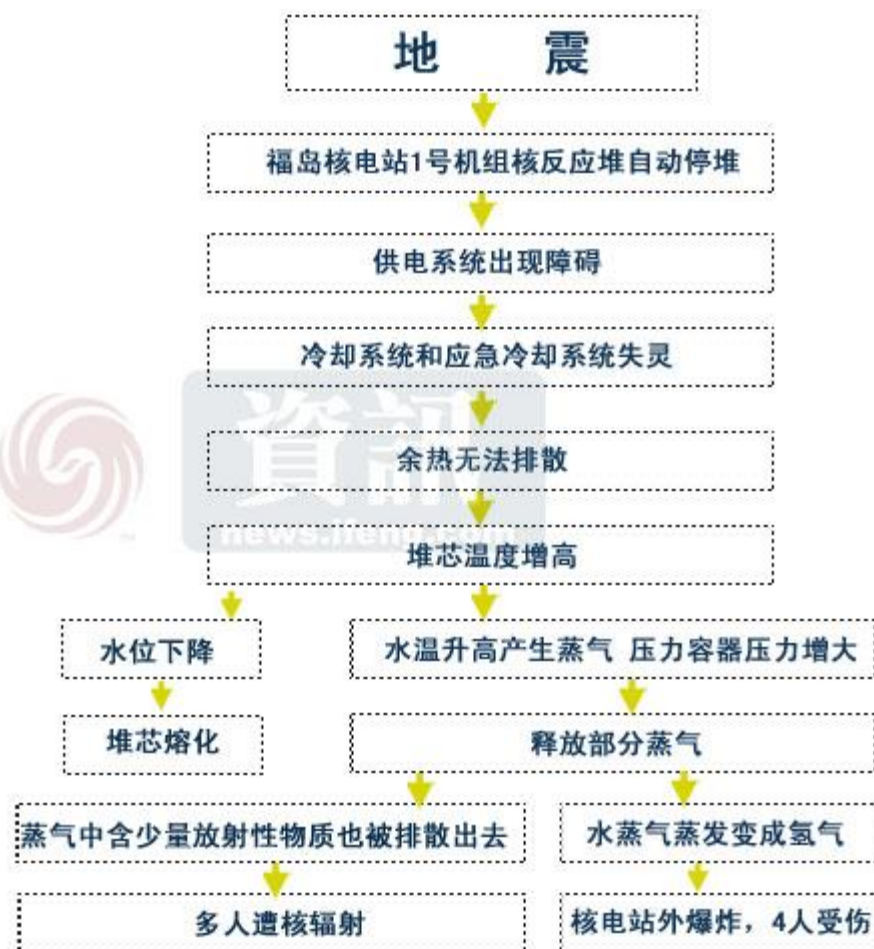 地 震
福岛核电站1号机组核反应堆自动停堆
供电系统出现障碍
冷却系统和应急冷却系统失灵
資訊
余热无法排散
news.ifeng.com
堆芯温度增高
水位下降
水温升高产生蒸气 压力容器压力增大
堆芯熔化
释放部分蒸气
蒸气中含少量放射性物质也被排散出去
水蒸气蒸发变成氢气
多人遭核辐射
核电站外爆炸，4人受伤